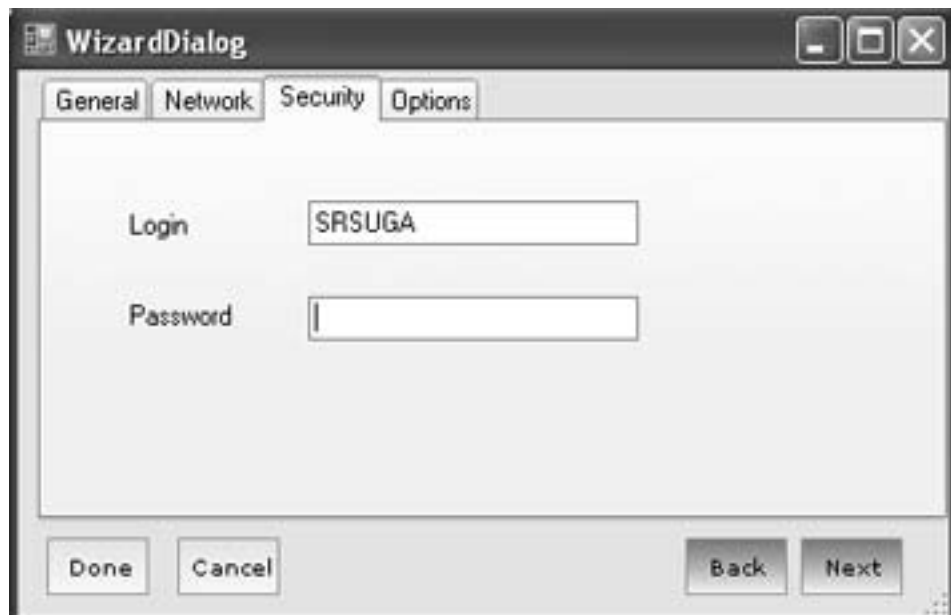 WizardDialog
General Network Security Options
Login SRSUGA
Password
Done Cancel Back Next